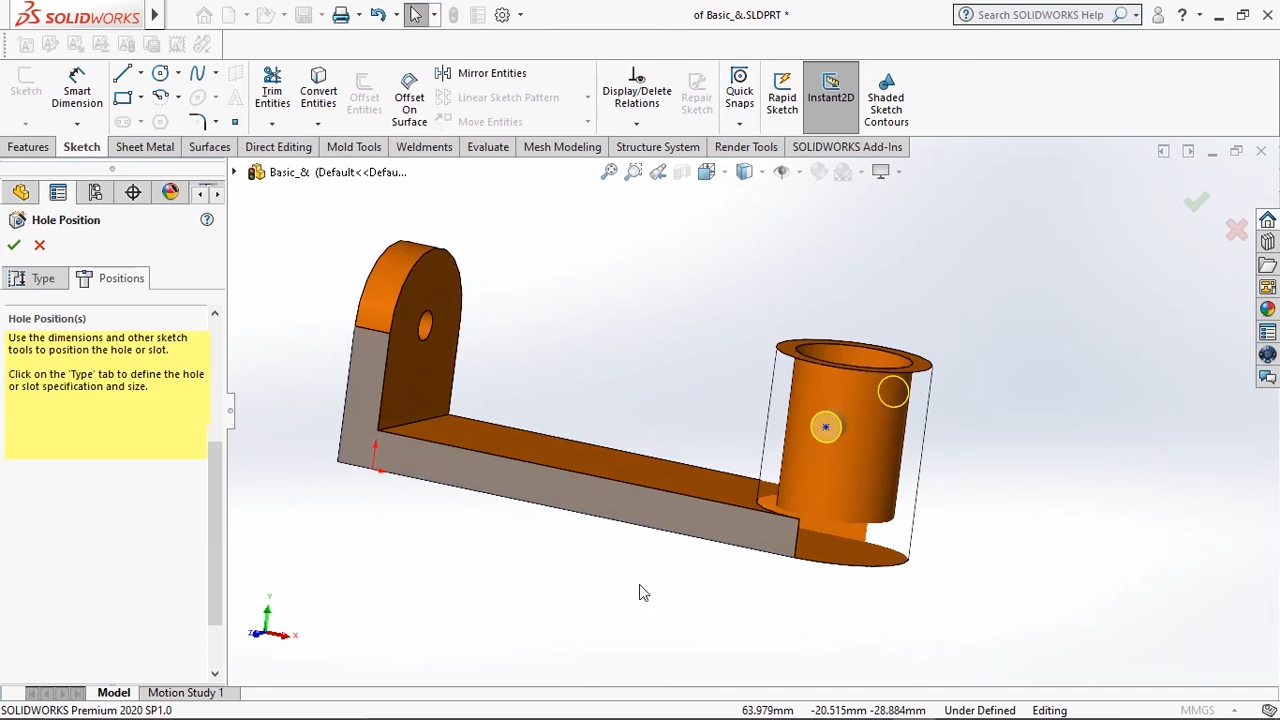 SOLIDWORKS
of Basic_&.SLDPRT *
Search SOLIDWORKS Help
?
Sketch
Smart Dimension
Trim Entities
Convert Entities
Offset Entities
Offset On Surface
Mirror Entities
Linear Sketch Pattern
Move Entities
Display/Delete Relations
Repair Sketch
Quick Snaps
Rapid Sketch
Instant2D
Shaded Sketch Contours
Features
Sketch
Sheet Metal
Surfaces
Direct Editing
Mold Tools
Weldments
Evaluate
Mesh Modeling
Structure System
Render Tools
SOLIDWORKS Add-Ins
Basic_& (Default<<Defau...
Hole Position
?
Type
Positions
Hole Position(s)
Use the dimensions and other sketch
tools to position the hole or slot.
Click on the 'Type' tab to define the hole
or slot specification and size.
Y
Z
X
Model
Motion Study 1
SOLIDWORKS Premium 2020 SP1.0
63.979mm
-20.515mm -28.884mm
Under Defined
Editing
MMGS